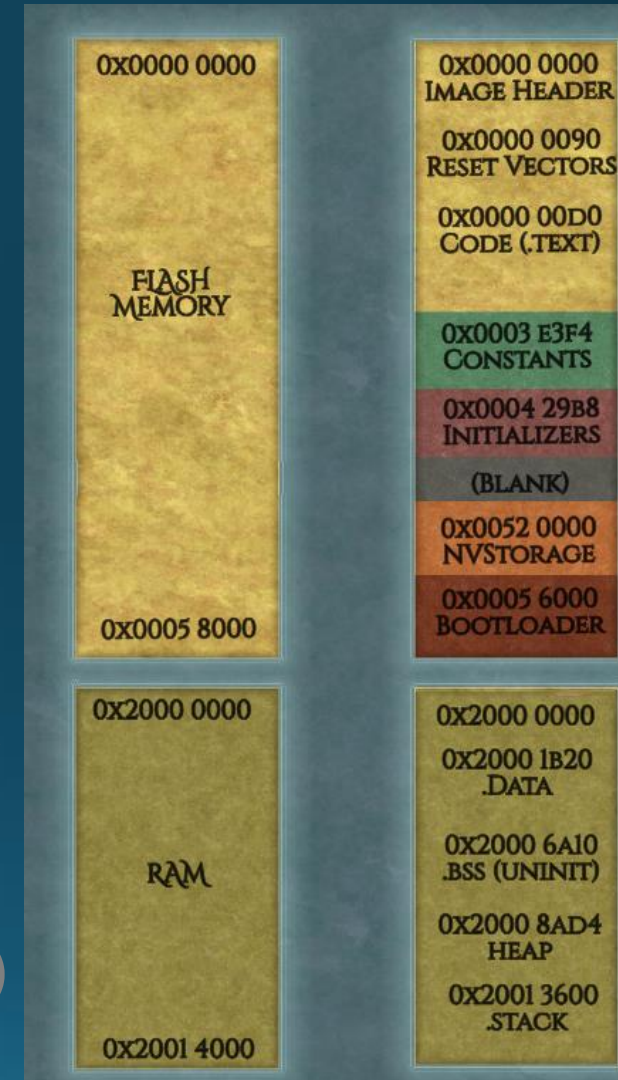 0x0000 0000
Flash
Memory
0x0005 8000
0x2000 0000
RAM
0x2001 4000
0x0000 0000
Image Header
0x0000 0090
Reset Vectors
0x0000 00D0
Code (.text)
0x0003 E3F4
Constants
0x0004 29B8
Initializers
(Blank)
0x0052 0000
NVStorage
0x0005 6000
Bootloader
0x2000 0000
0x2000 1B20
.Data
0x2000 6A10
.BSS (uninit)
0x2000 8AD4
Heap
0x2001 3600
.Stack